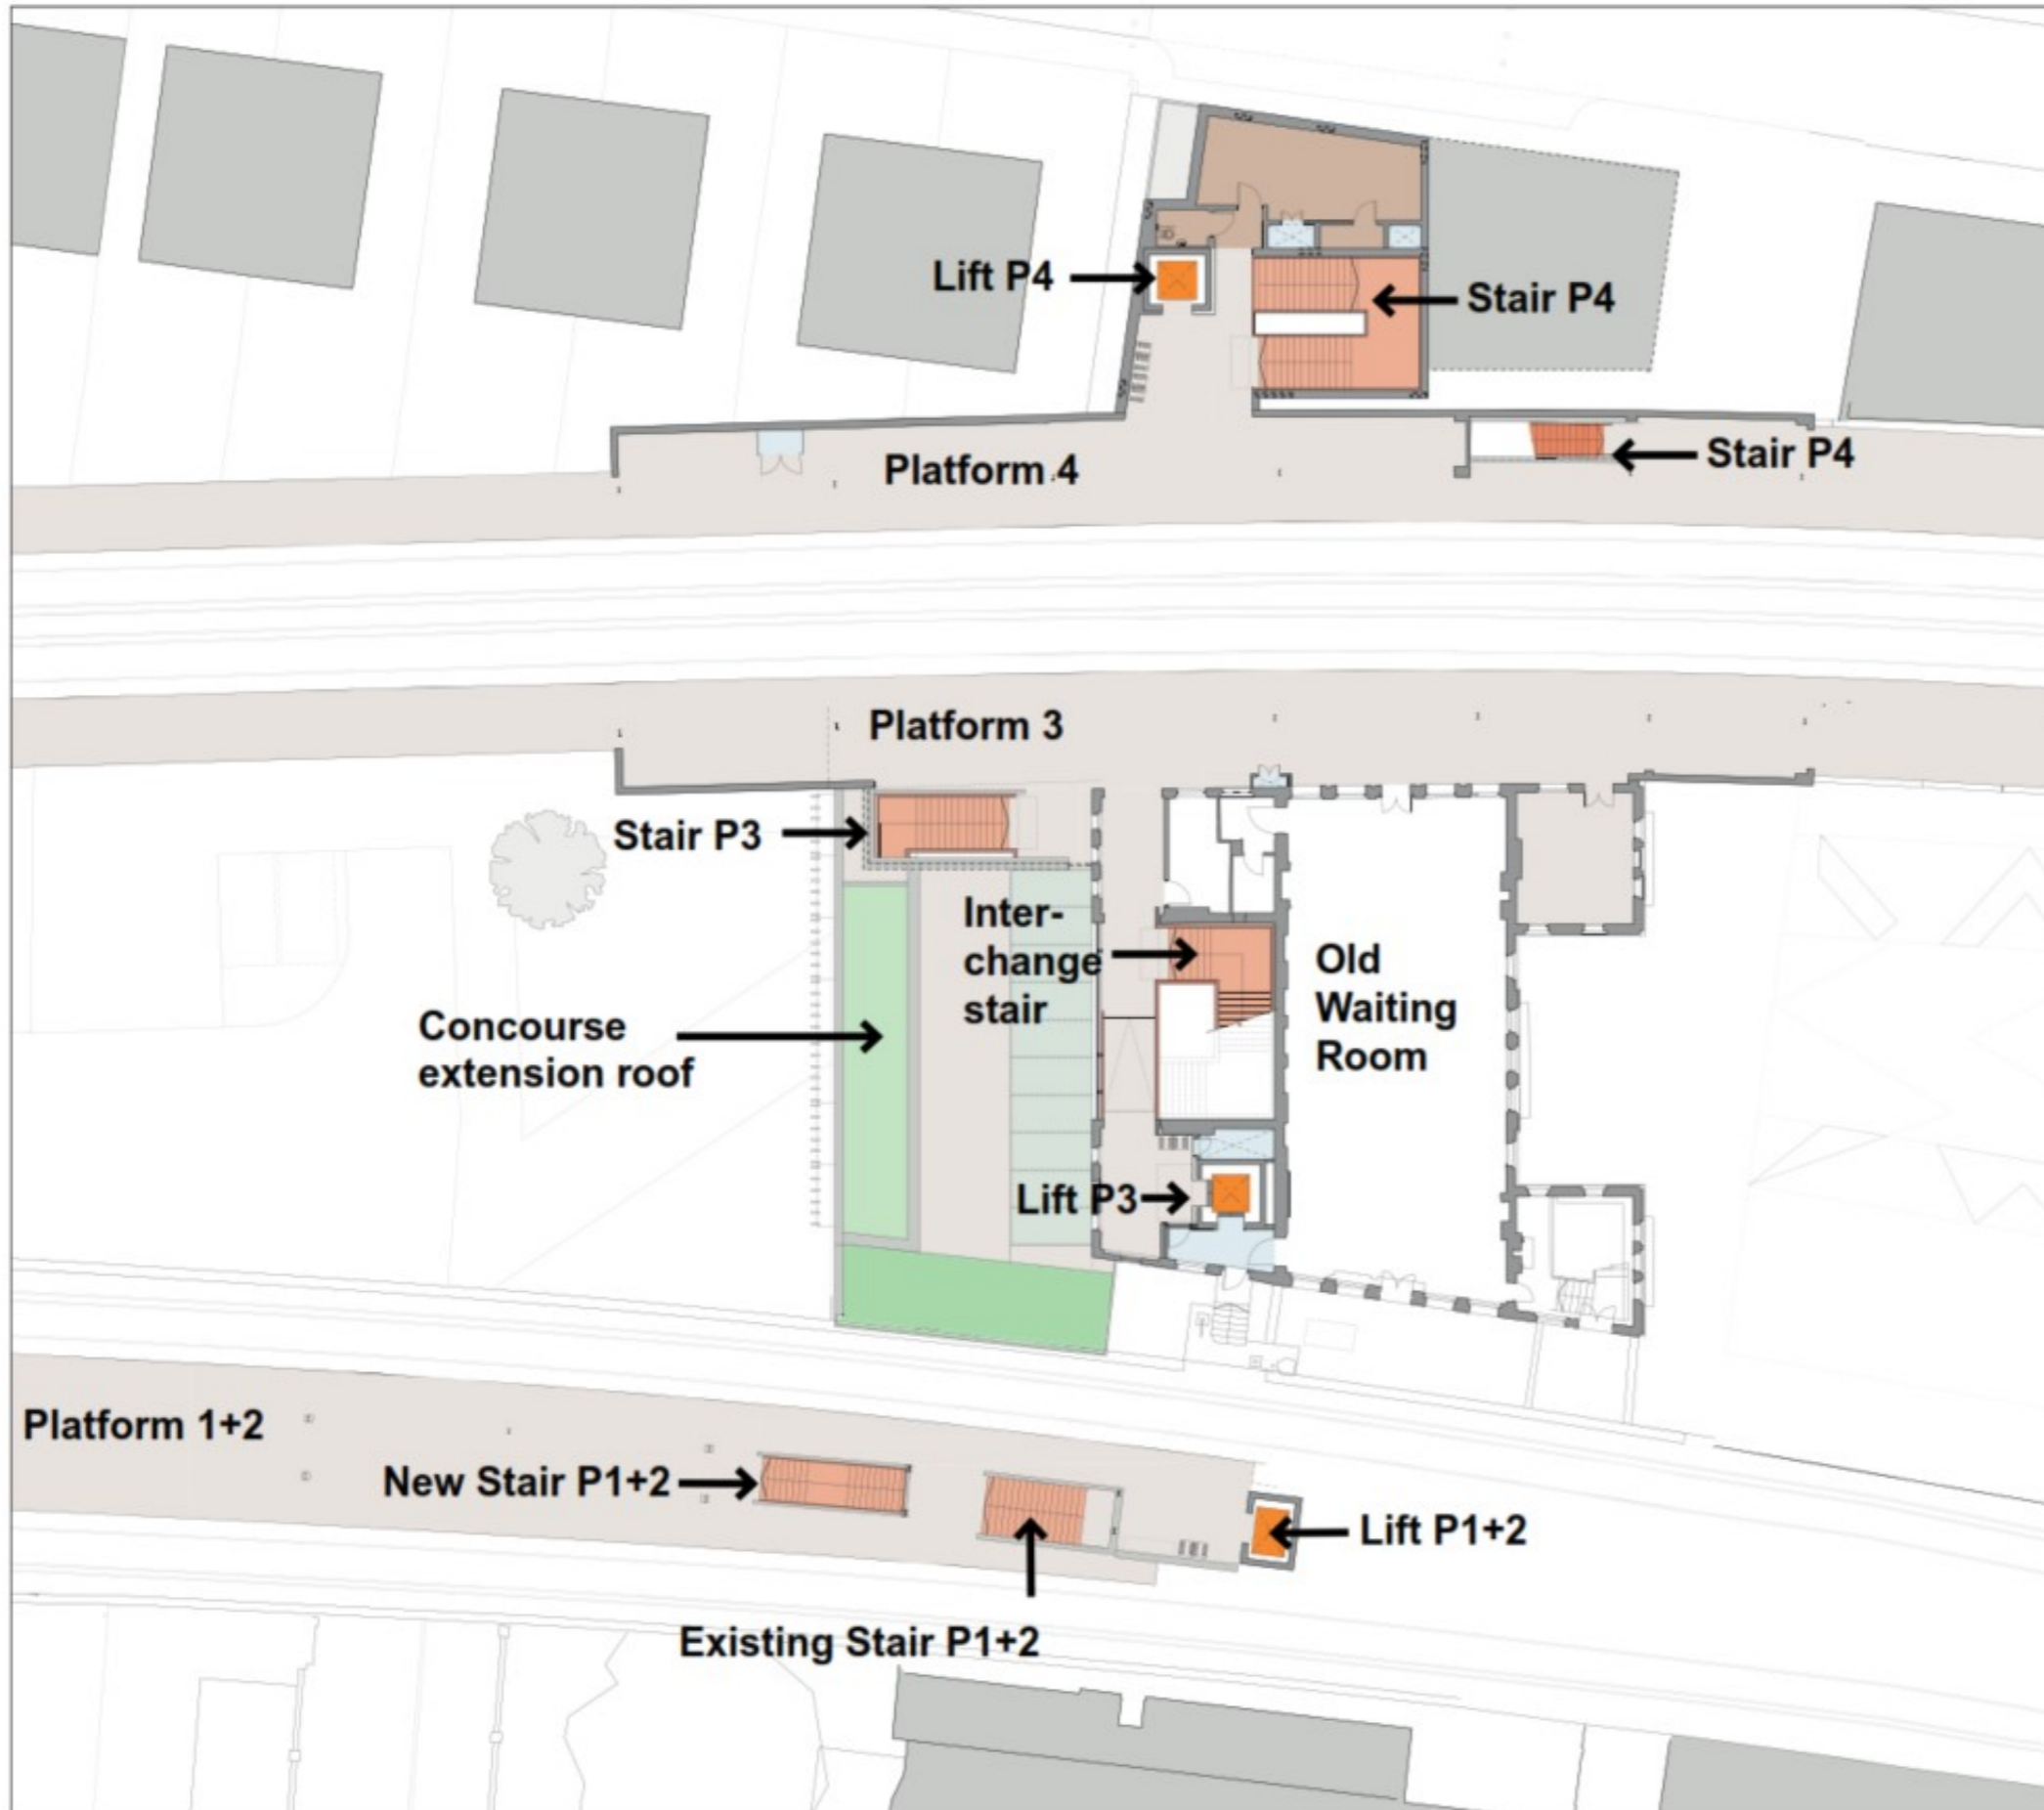 Lift P4
Stair P4
Platform 4
Stair P4
Platform 3
Stair P3
Inter-
change
stair
Old
Waiting
Room
Concourse
extension roof
Lift P3
Platform 1+2
New Stair P1+2
Lift P1+2
Existing Stair P1+2